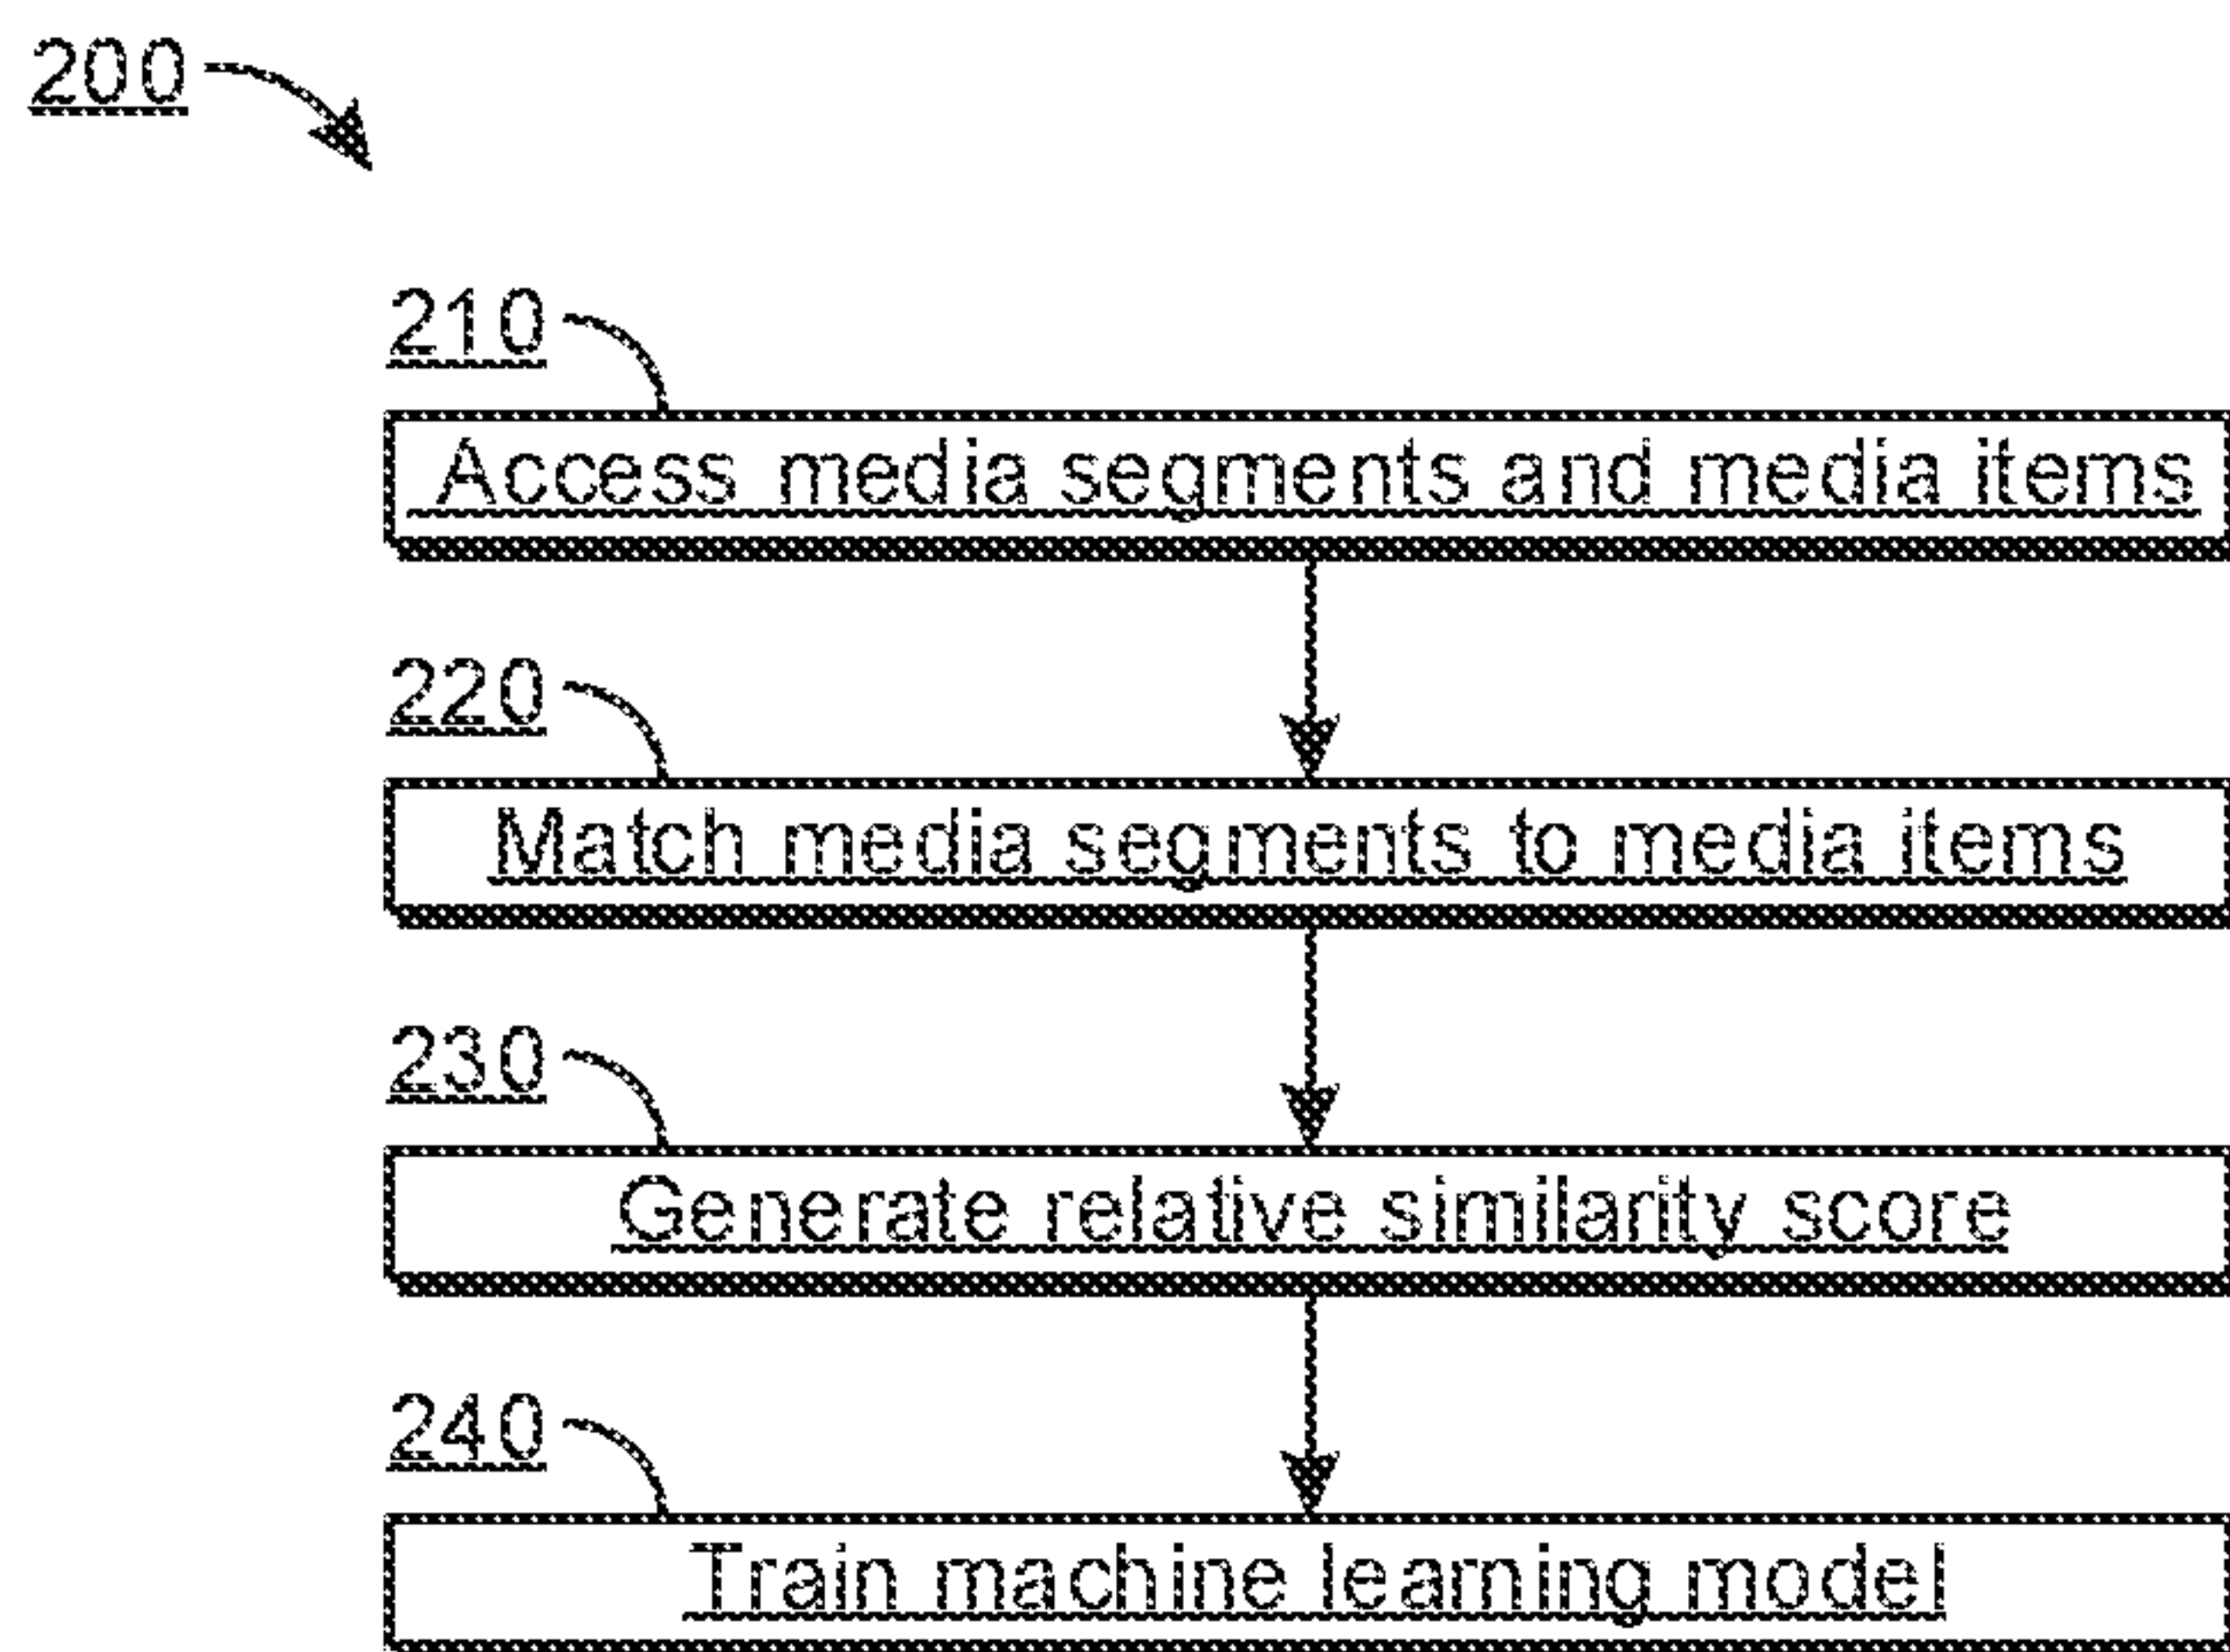 200
210
Access media segments and media items
220
Match media segments to media items
230
Generate relative similarity score
240
Train machine learning model